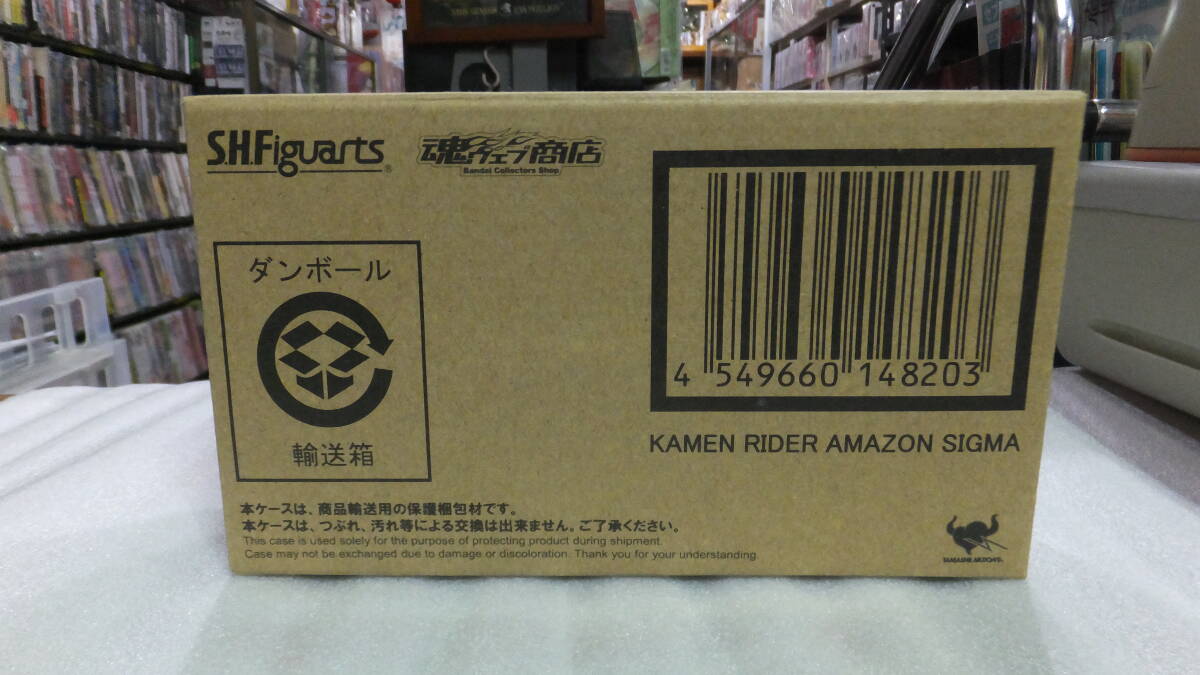 S.H.Figuarts
魂ウェブ商店
Bandai Collectors Shop
ダンボール
輸送箱
4 549660 148203
KAMEN RIDER AMAZON SIGMA
本ケースは、商品輸送用の保護梱包材です。
本ケースは、つぶれ、汚れ等による交換は出来ません。ご了承ください。
This case is used solely for the purpose of protecting product during shipment.
Case may not be exchanged due to damage or discoloration. Thank you for your understanding.